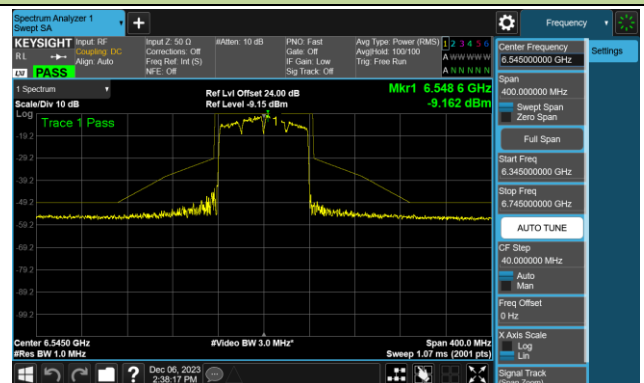 Spectrum Analyzer 1
Swept SA
Frequency
KEYSIGHT
RL
PASS
Input: RF
Coupling: DC
Align: Auto
Input Z: 50 Ω
Corrections: Off
Freq Ref: Int (S)
NFE: Off
#Atten: 10 dB
PNO: Fast
Gate: Off
IF Gain: Low
Sig Track: Off
Avg Type: Power (RMS)
Avg|Hold: 100/100
Trig: Free Run
1 2 3 4 5 6
A W W W W W
A N N N N N
1 Spectrum
Scale/Div 10 dB
Log
Ref Lvl Offset 24.00 dB
Ref Level -9.15 dBm
Mkr1 6.548 6 GHz
-9.162 dBm
Trace 1 Pass
1
-19.2
-29.2
-39.2
-49.2
-59.2
-69.2
-79.2
-89.2
-99.2
Center 6.5450 GHz
#Res BW 1.0 MHz
#Video BW 3.0 MHz*
Span 400.0 MHz
Sweep 1.07 ms (2001 pts)
Dec 06, 2023
2:38:17 PM
Center Frequency
6.545000000 GHz
Settings
Span
400.000000 MHz
Swept Span
Zero Span
Full Span
Start Freq
6.345000000 GHz
Stop Freq
6.745000000 GHz
AUTO TUNE
CF Step
40.000000 MHz
Auto
Man
Freq Offset
0 Hz
X Axis Scale
Log
Lin
Signal Track
(Span Zoom)